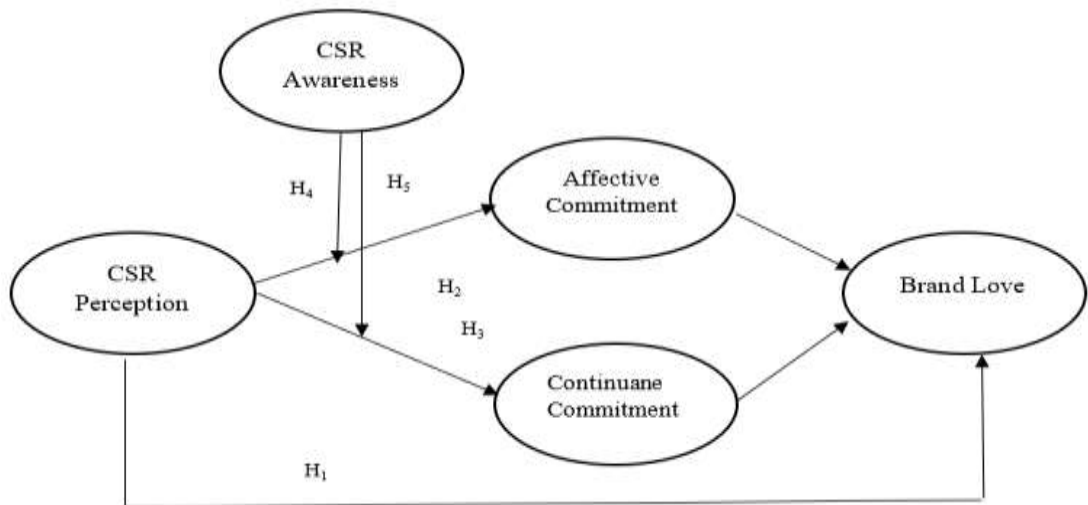 CSR
Awareness
H4
H5
Affective
Commitment
CSR
Perception
H2
Brand Love
H3
Continuane
Commitment
H1